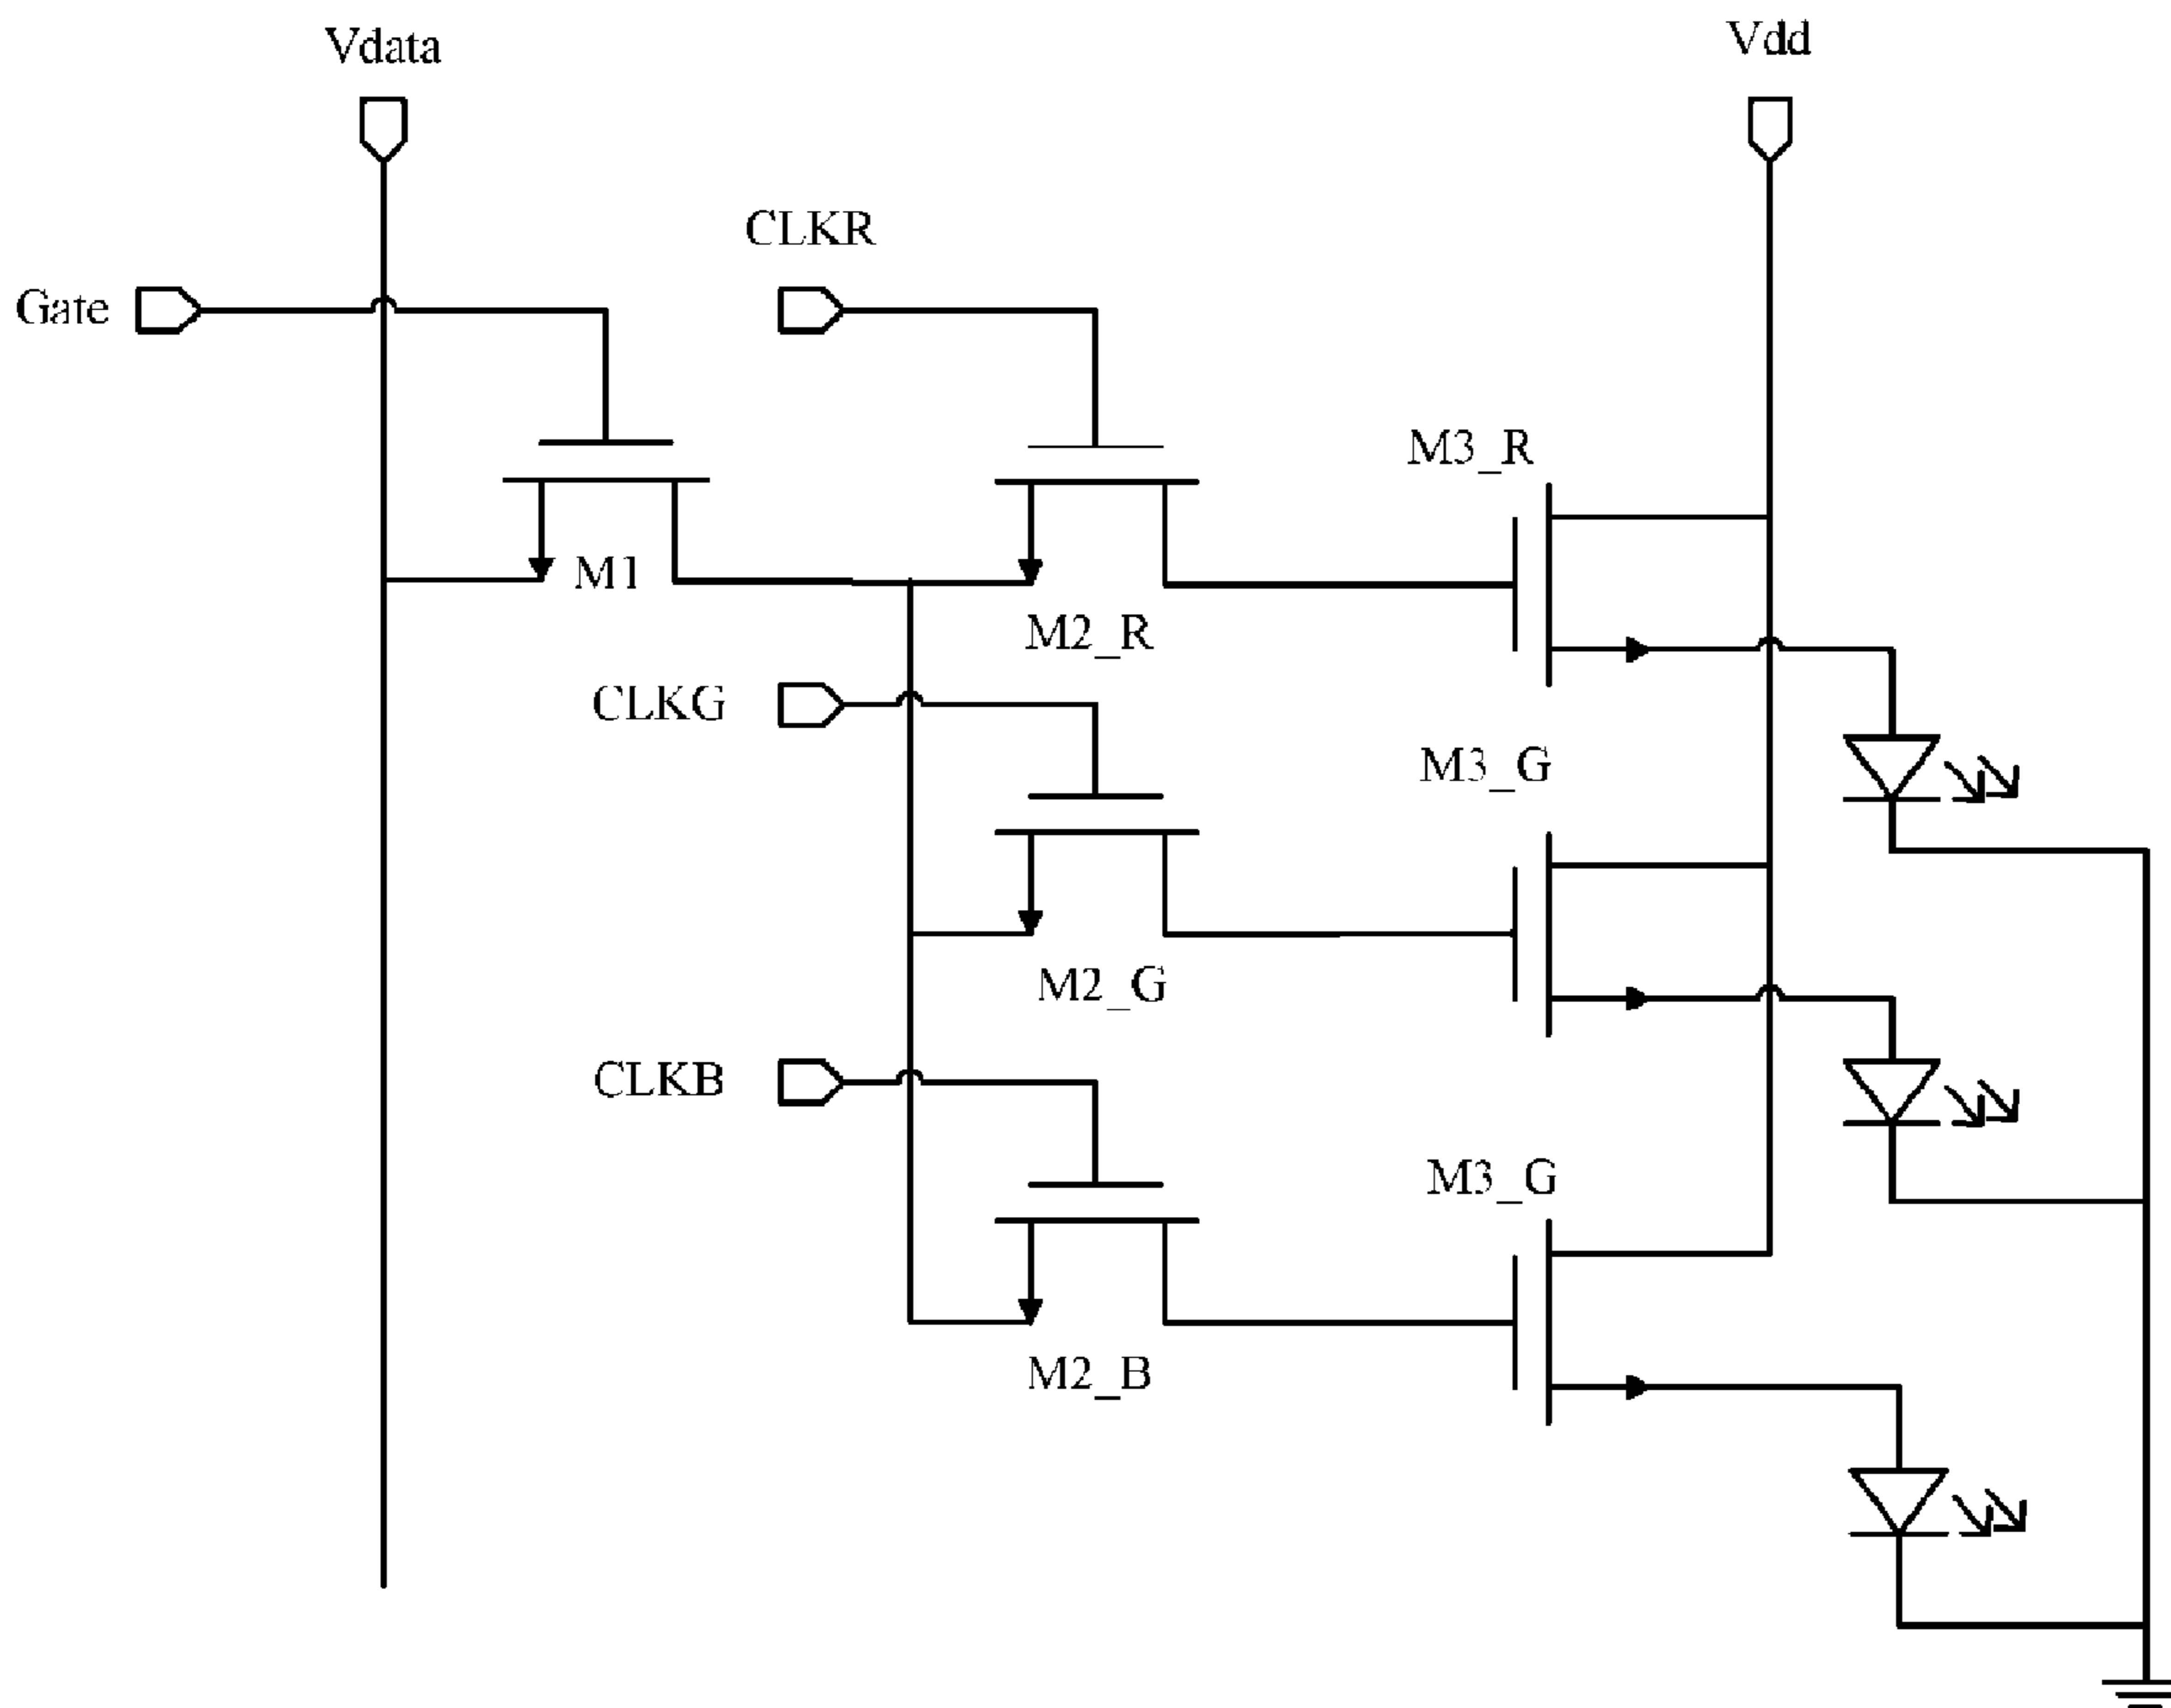 Vdata
Vdd
CLKR
Gate
M3_R
M1
M2_R
CLKG
M3_G
M2_G
CLKB
M3_G
M2_B